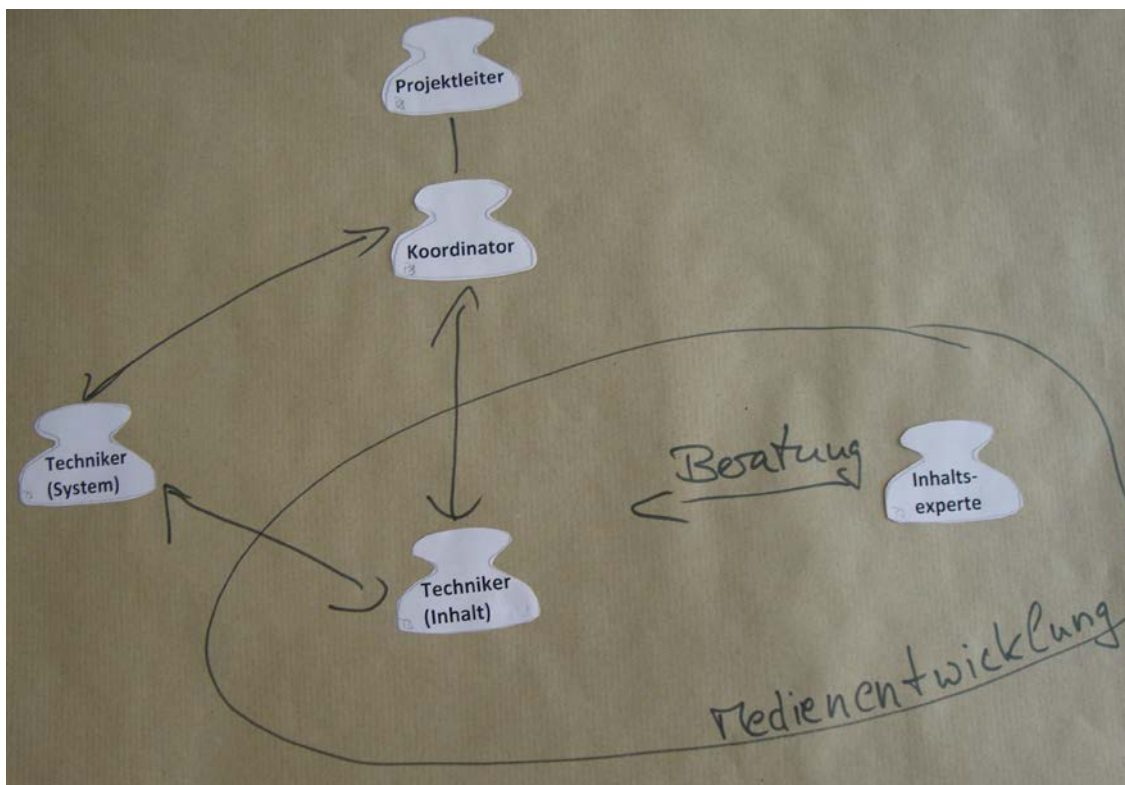 Projektleiter
Koordinator
Techniker
(System)
Beratung
Inhalts-
experte
Techniker
(Inhalt)
Medienentwicklung